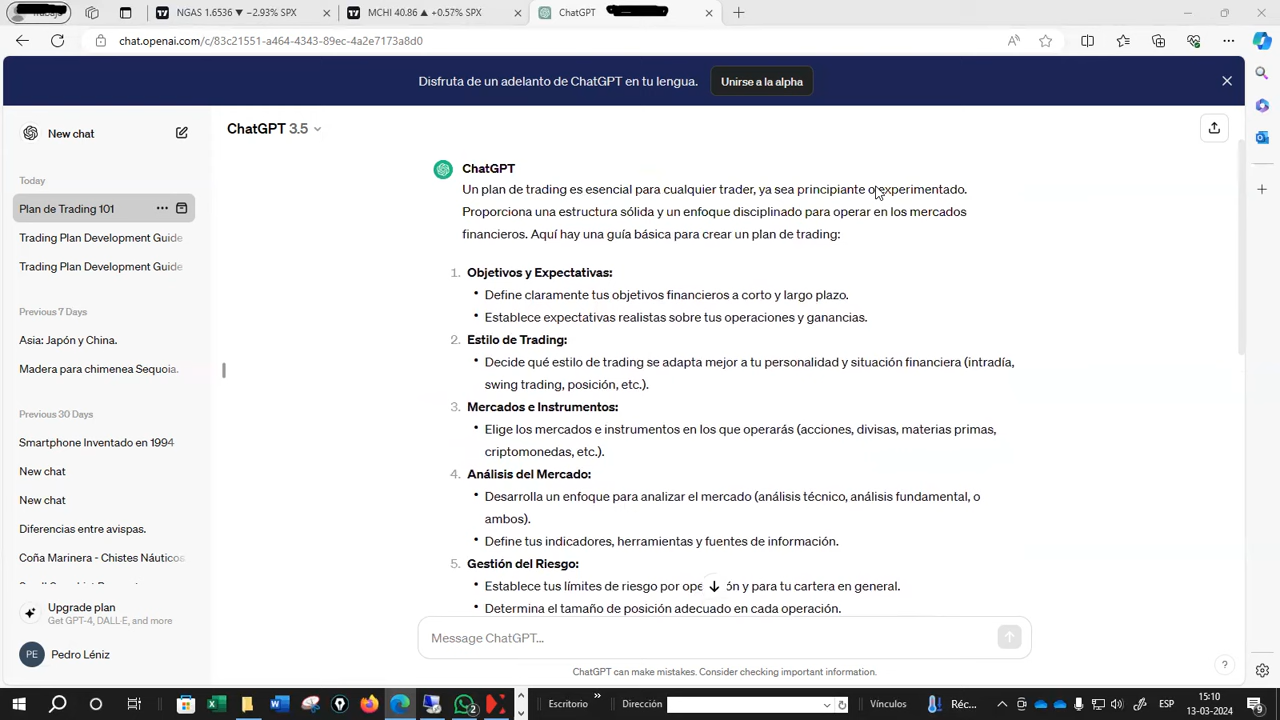 NGAS 1.6536 ▼ −2.93% SPX
MCHI 40.86 ▲ +0.57% SPX
ChatGPT
chat.openai.com/c/83c21551-a464-4343-89ec-4a2e7173a8d0
Disfruta de un adelanto de ChatGPT en tu lengua.
Unirse a la alpha
New chat
Today
Plan de Trading 101
Trading Plan Development Guide
Trading Plan Development Guide
Previous 7 Days
Asia: Japón y China.
Madera para chimenea Sequoia.
Previous 30 Days
Smartphone Inventado en 1994
New chat
New chat
Diferencias entre avispas.
Coña Marinera - Chistes Náuticos
Upgrade plan
Get GPT-4, DALL·E, and more
PE
Pedro Léniz
ChatGPT 3.5
ChatGPT
Un plan de trading es esencial para cualquier trader, ya sea principiante o experimentado.
Proporciona una estructura sólida y un enfoque disciplinado para operar en los mercados
financieros. Aquí hay una guía básica para crear un plan de trading:
1. Objetivos y Expectativas:
• Define claramente tus objetivos financieros a corto y largo plazo.
• Establece expectativas realistas sobre tus operaciones y ganancias.
2. Estilo de Trading:
• Decide qué estilo de trading se adapta mejor a tu personalidad y situación financiera (intradía,
swing trading, posición, etc.).
3. Mercados e Instrumentos:
• Elige los mercados e instrumentos en los que operarás (acciones, divisas, materias primas,
criptomonedas, etc.).
4. Análisis del Mercado:
• Desarrolla un enfoque para analizar el mercado (análisis técnico, análisis fundamental, o
ambos).
• Define tus indicadores, herramientas y fuentes de información.
5. Gestión del Riesgo:
• Establece tus límites de riesgo por ope ón y para tu cartera en general.
• Determina el tamaño de posición adecuado en cada operación.
Message ChatGPT...
ChatGPT can make mistakes. Consider checking important information.
?
Escritorio
Dirección
Vínculos
Réc...
ESP
15:10
13-03-2024